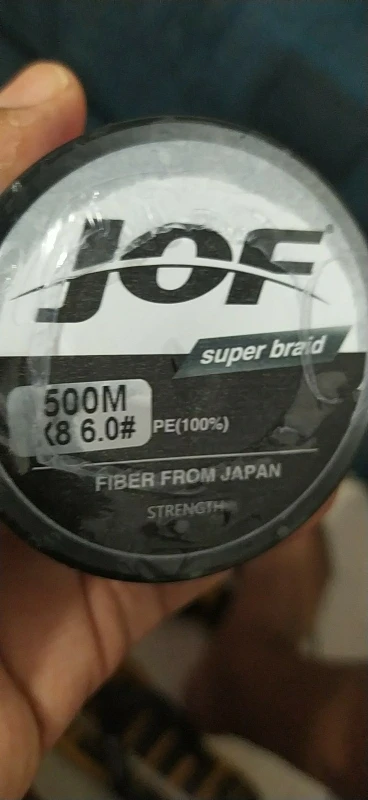 JOF
super braid
500M
X8 6.0# PE(100%)
FIBER FROM JAPAN
STRENGTH